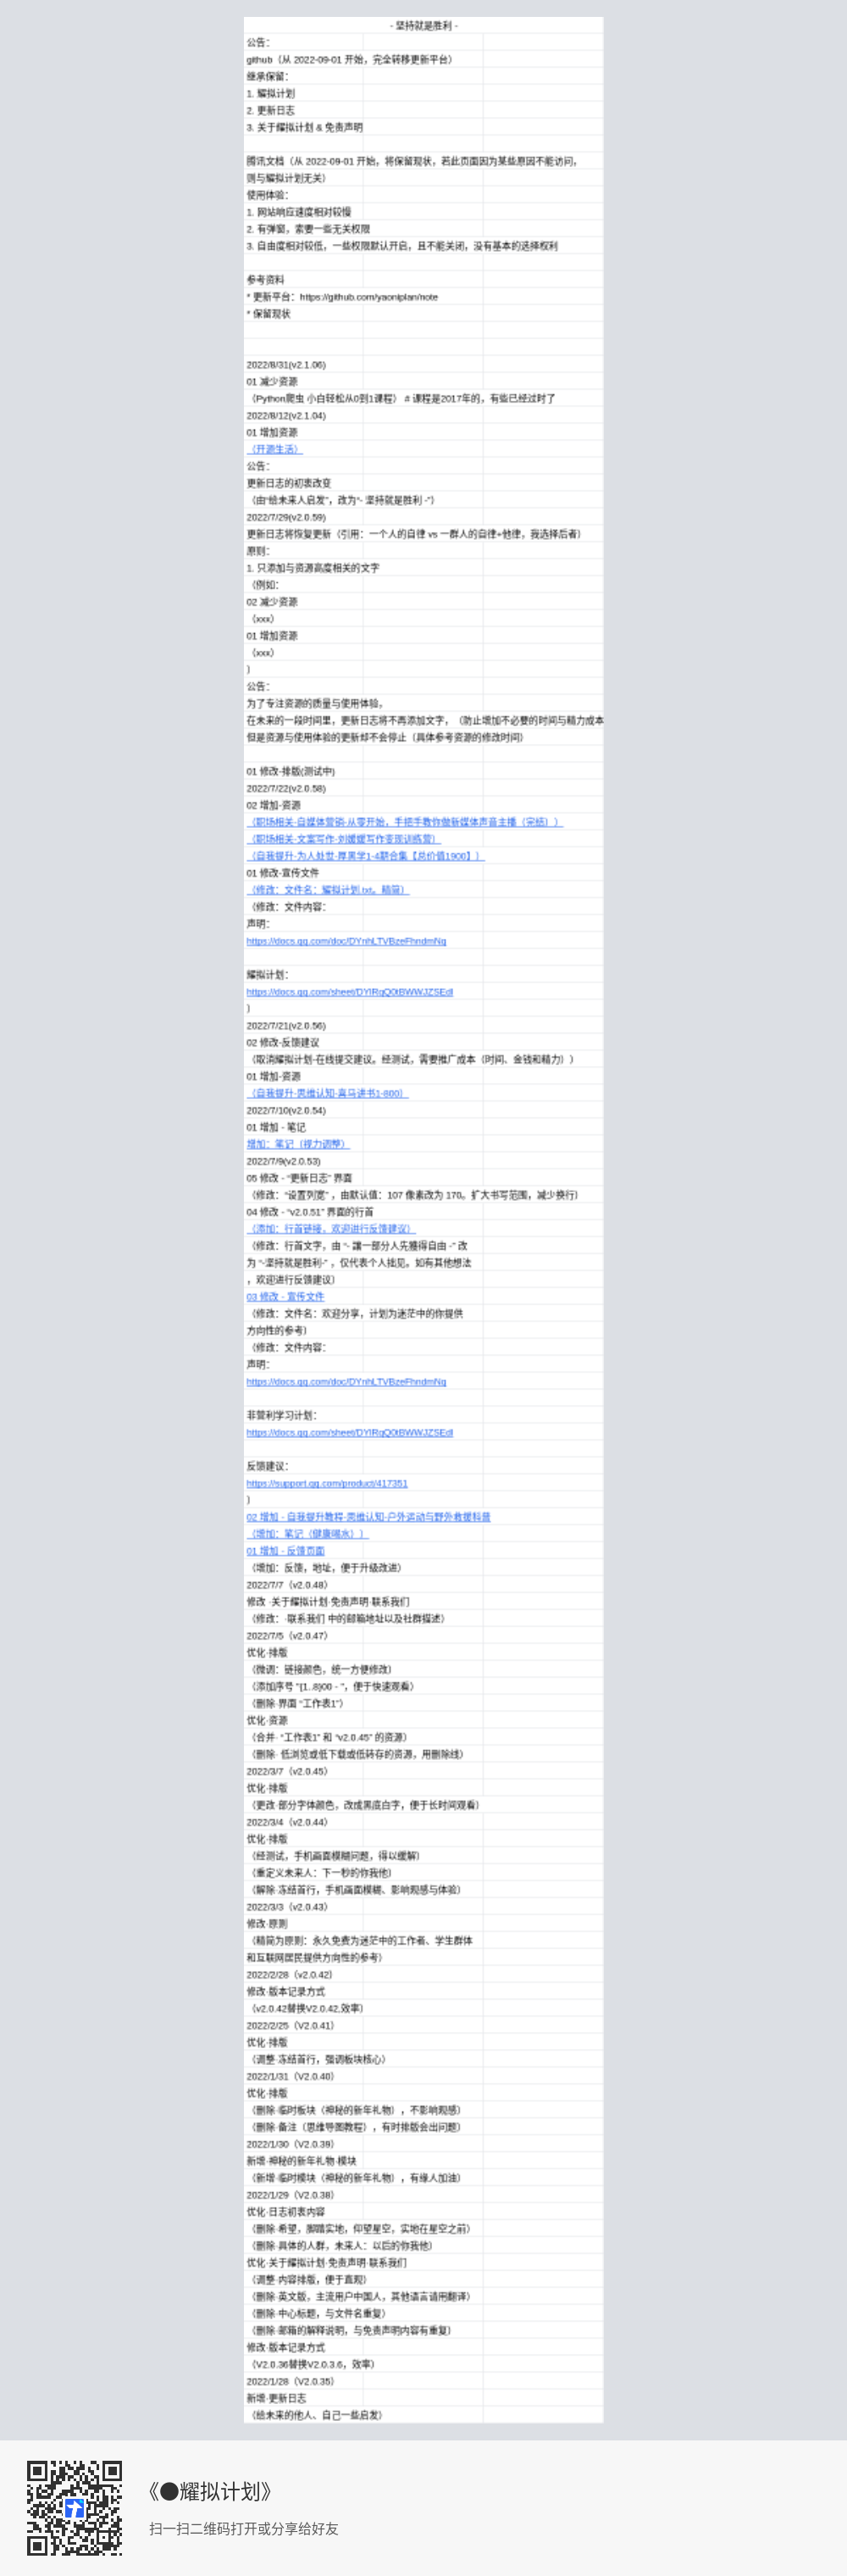 - 坚持就是胜利 -
公告：
github（从 2022-09-01 开始，完全转移更新平台）
继承保留：
1. 耀拟计划
2. 更新日志
3. 关于耀拟计划 & 免责声明
腾讯文档（从 2022-09-01 开始，将保留现状，若此页面因为某些原因不能访问，
则与耀拟计划无关）
使用体验：
1. 网站响应速度相对较慢
2. 有弹窗，索要一些无关权限
3. 自由度相对较低，一些权限默认开启，且不能关闭，没有基本的选择权利
参考资料
* 更新平台：https://github.com/yaoniplan/note
* 保留现状
2022/8/31(v2.1.06)
01 减少资源
（Python爬虫 小白轻松从0到1课程） # 课程是2017年的，有些已经过时了
2022/8/12(v2.1.04)
01 增加资源
（开源生活）
公告：
更新日志的初衷改变
（由“给未来人启发”，改为“- 坚持就是胜利 -”）
2022/7/29(v2.0.59)
更新日志将恢复更新（引用：一个人的自律 vs 一群人的自律+他律，我选择后者）
原则：
1. 只添加与资源高度相关的文字
（例如：
02 减少资源
（xxx）
01 增加资源
（xxx）
）
公告：
为了专注资源的质量与使用体验，
在未来的一段时间里，更新日志将不再添加文字，（防止增加不必要的时间与精力成本
但是资源与使用体验的更新却不会停止（具体参考资源的修改时间）
01 修改-排版(测试中)
2022/7/22(v2.0.58)
02 增加-资源
（职场相关-自媒体营销-从零开始，手把手教你做新媒体声音主播（完结））
（职场相关-文案写作-刘媛媛写作变现训练营）
（自我提升-为人处世-厚黑学1-4期合集【总价值1900】）
01 修改-宣传文件
（修改：文件名：耀拟计划.txt。精简）
（修改：文件内容：
声明：
https://docs.qq.com/doc/DYnhLTVBzeFhndmNq
耀拟计划：
https://docs.qq.com/sheet/DYlRqQ0tBWWJZSEdl
）
2022/7/21(v2.0.56)
02 修改-反馈建议
（取消耀拟计划-在线提交建议。经测试，需要推广成本（时间、金钱和精力））
01 增加-资源
（自我提升-思维认知-喜马讲书1-800）
2022/7/10(v2.0.54)
01 增加 - 笔记
增加：笔记（视力调整）
2022/7/9(v2.0.53)
05 修改 - “更新日志” 界面
（修改：“设置列宽” ，由默认值：107 像素改为 170。扩大书写范围，减少换行）
04 修改 - “v2.0.51” 界面的行首
（添加：行首链接，欢迎进行反馈建议）
（修改：行首文字，由 “- 讓一部分人先獲得自由 -” 改
为 “-坚持就是胜利-” ，仅代表个人拙见。如有其他想法
，欢迎进行反馈建议）
03 修改 - 宣传文件
（修改：文件名：欢迎分享，计划为迷茫中的你提供
方向性的参考）
（修改：文件内容：
声明：
https://docs.qq.com/doc/DYnhLTVBzeFhndmNq
非营利学习计划：
https://docs.qq.com/sheet/DYlRqQ0tBWWJZSEdl
反馈建议：
https://support.qq.com/product/417351
）
02 增加 - 自我提升教程-思维认知-户外运动与野外救援科普
（增加：笔记（健康喝水））
01 增加 - 反馈页面
（增加：反馈，地址，便于升级改进）
2022/7/7（v2.0.48）
修改 ·关于耀拟计划·免责声明·联系我们
（修改：·联系我们 中的邮箱地址以及社群描述）
2022/7/5（v2.0.47）
优化·排版
（微调：链接颜色，统一方便修改）
（添加序号 “{1..8}00 - ”，便于快速观看）
（删除·界面 “工作表1”）
优化·资源
（合并· “工作表1” 和 “v2.0.45” 的资源）
（删除· 低浏览或低下载或低转存的资源，用删除线）
2022/3/7（v2.0.45）
优化·排版
（更改·部分字体颜色，改成黑底白字，便于长时间观看）
2022/3/4（v2.0.44）
优化·排版
（经测试，手机画面模糊问题，得以缓解）
（重定义未来人：下一秒的你我他）
（解除·冻结首行，手机画面模糊、影响观感与体验）
2022/3/3（v2.0.43）
修改·原则
（精简为原则：永久免费为迷茫中的工作者、学生群体
和互联网居民提供方向性的参考）
2022/2/28（v2.0.42）
修改·版本记录方式
（v2.0.42替换V2.0.42,效率）
2022/2/25（V2.0.41）
优化·排版
（调整·冻结首行，强调板块核心）
2022/1/31（V2.0.40）
优化·排版
（删除·临时板块（神秘的新年礼物），不影响观感）
（删除·备注（思维导图教程），有时排版会出问题）
2022/1/30（V2.0.39）
新增·神秘的新年礼物·模块
（新增·临时模块（神秘的新年礼物），有缘人加油）
2022/1/29（V2.0.38）
优化·日志初衷内容
（删除·希望，脚踏实地，仰望星空，实地在星空之前）
（删除·具体的人群，未来人：以后的你我他）
优化·关于耀拟计划·免责声明·联系我们
（调整·内容排版，便于直观）
（删除·英文版，主流用户中国人，其他语言请用翻译）
（删除·中心标题，与文件名重复）
（删除·邮箱的解释说明，与免责声明内容有重复）
修改·版本记录方式
（V2.0.36替换V2.0.3.6，效率）
2022/1/28（V2.0.35）
新增·更新日志
（给未来的他人、自己一些启发）
《●耀拟计划》
扫一扫二维码打开或分享给好友